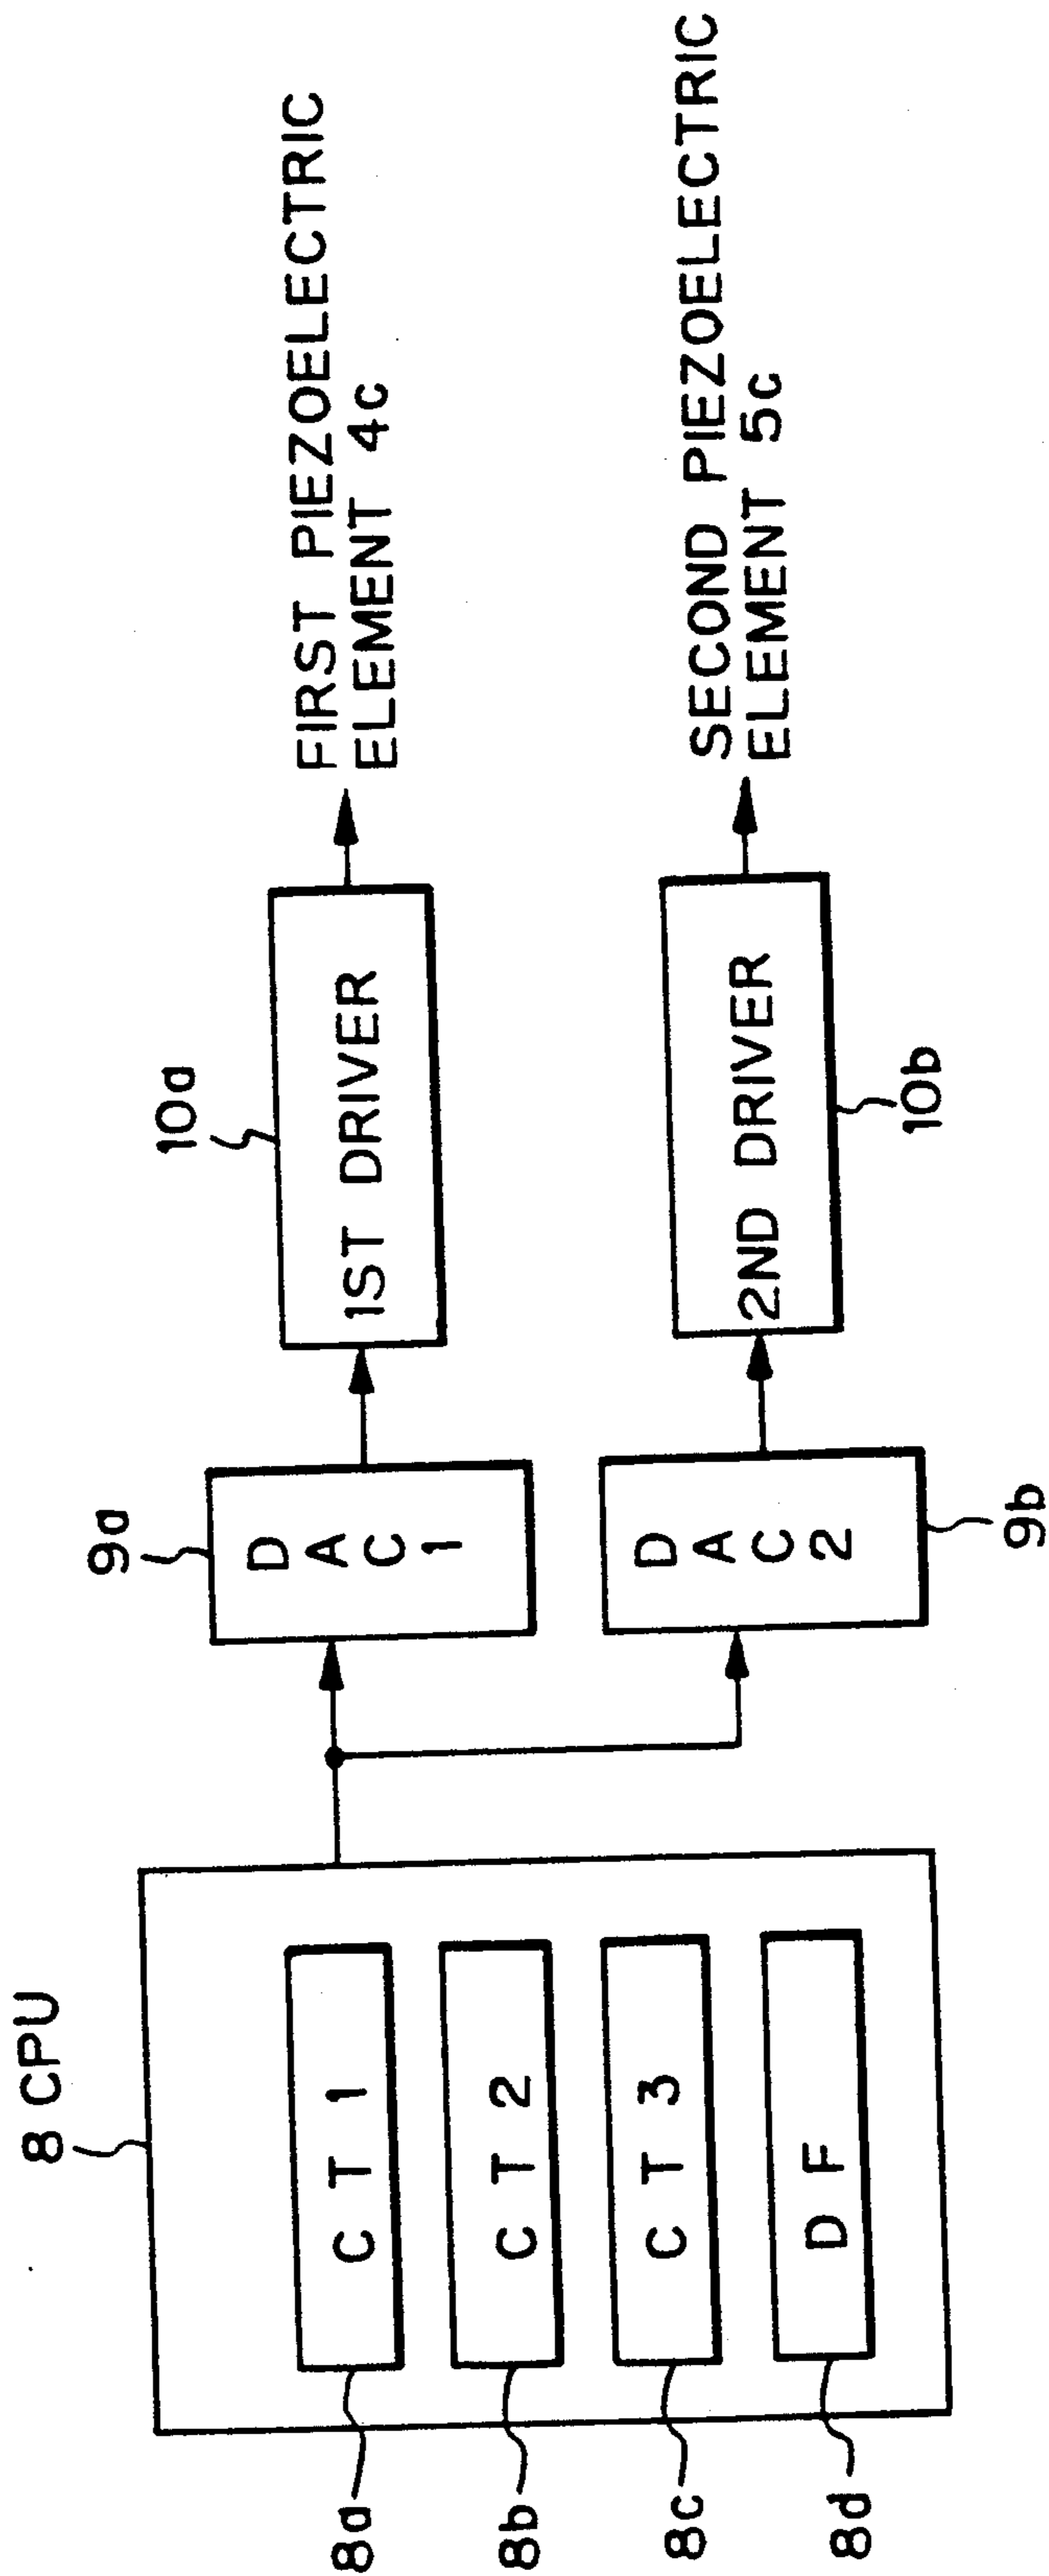 8 CPU
8a
CT1
8b
CT2
8c
CT3
8d
DF
9a
DAC1
9b
DAC2
10a
1ST DRIVER
10b
2ND DRIVER
FIRST PIEZOELECTRIC
ELEMENT 4c
SECOND PIEZOELECTRIC
ELEMENT 5c